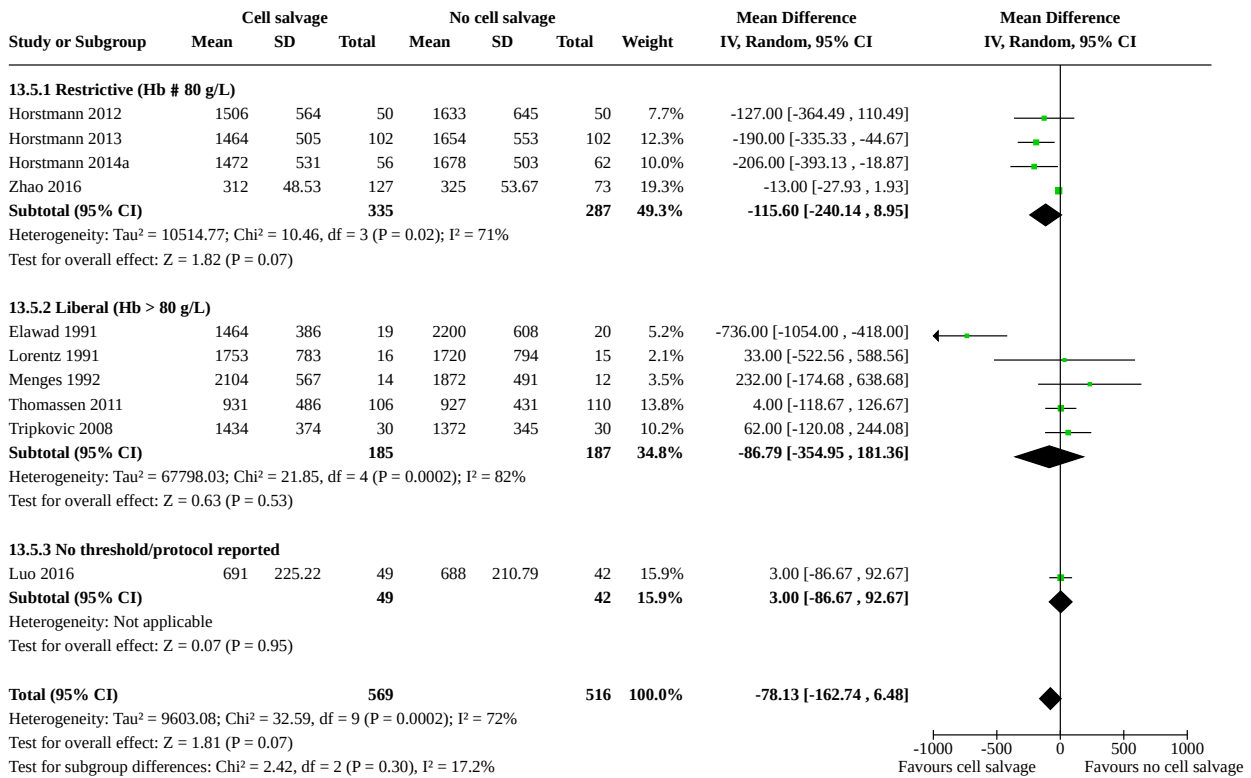 Cell salvage No cell salvage Mean Difference Mean Difference
Study or Subgroup Mean SD Total Mean SD Total Weight IV, Random, 95% CI IV, Random, 95% CI
13.5.1 Restrictive (Hb # 80 g/L)
Horstmann 2012 1506 564 50 1633 645 50 7.7% -127.00 [-364.49 , 110.49]
Horstmann 2013 1464 505 102 1654 553 102 12.3% -190.00 [-335.33 , -44.67]
Horstmann 2014a 1472 531 56 1678 503 62 10.0% -206.00 [-393.13 , -18.87]
Zhao 2016 312 48.53 127 325 53.67 73 19.3% -13.00 [-27.93 , 1.93]
Subtotal (95% CI) 335 287 49.3% -115.60 [-240.14 , 8.95]
Heterogeneity: Tau² = 10514.77; Chi² = 10.46, df = 3 (P = 0.02); I² = 71%
Test for overall effect: Z = 1.82 (P = 0.07)
13.5.2 Liberal (Hb > 80 g/L)
Elawad 1991 1464 386 19 2200 608 20 5.2% -736.00 [-1054.00 , -418.00]
Lorentz 1991 1753 783 16 1720 794 15 2.1% 33.00 [-522.56 , 588.56]
Menges 1992 2104 567 14 1872 491 12 3.5% 232.00 [-174.68 , 638.68]
Thomassen 2011 931 486 106 927 431 110 13.8% 4.00 [-118.67 , 126.67]
Tripkovic 2008 1434 374 30 1372 345 30 10.2% 62.00 [-120.08 , 244.08]
Subtotal (95% CI) 185 187 34.8% -86.79 [-354.95 , 181.36]
Heterogeneity: Tau² = 67798.03; Chi² = 21.85, df = 4 (P = 0.0002); I² = 82%
Test for overall effect: Z = 0.63 (P = 0.53)
13.5.3 No threshold/protocol reported
Luo 2016 691 225.22 49 688 210.79 42 15.9% 3.00 [-86.67 , 92.67]
Subtotal (95% CI) 49 42 15.9% 3.00 [-86.67 , 92.67]
Heterogeneity: Not applicable
Test for overall effect: Z = 0.07 (P = 0.95)
Total (95% CI) 569 516 100.0% -78.13 [-162.74 , 6.48]
Heterogeneity: Tau² = 9603.08; Chi² = 32.59, df = 9 (P = 0.0002); I² = 72%
Test for overall effect: Z = 1.81 (P = 0.07)
-1000 -500 0 500 1000
Test for subgroup differences: Chi² = 2.42, df = 2 (P = 0.30), I² = 17.2%
Favours cell salvage Favours no cell salvage